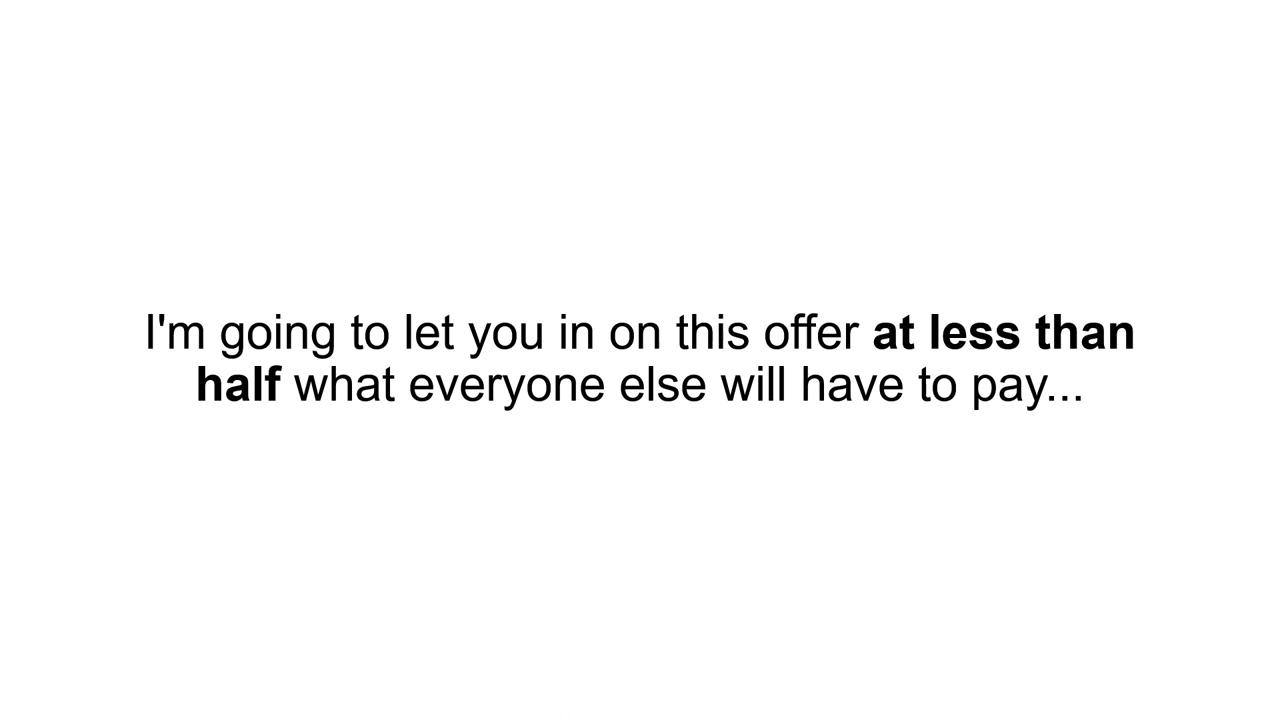 I'm going to let you in on this offer at less than
half what everyone else will have to pay...